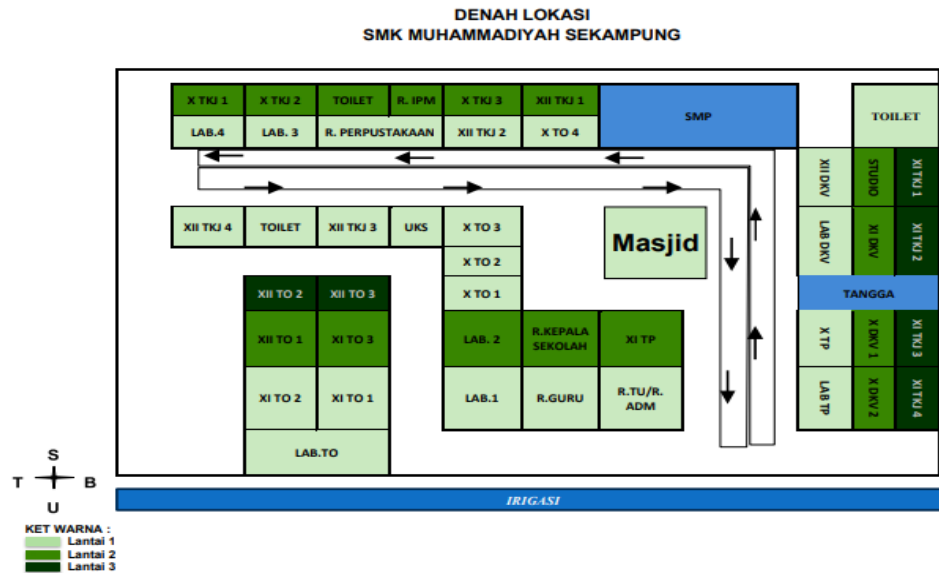 DENAH LOKASI
SMK MUHAMMADIYAH SEKAMPUNG
X TKJ 1
X TKJ 2
TOILET
R. IPM
X TKJ 3
XII TKJ 1
SMP
TOILET
LAB.4
LAB. 3
R. PERPUSTAKAAN
XII TKJ 2
X TO 4
XII DKV
STUDIO
XI TKJ 1
XII TKJ 4
TOILET
XII TKJ 3
UKS
X TO 3
Masjid
LAB DKV
XI DKV
XI TKJ 2
X TO 2
X TO 1
XII TO 2
XII TO 3
TANGGA
XII TO 1
XI TO 3
LAB. 2
R.KEPALA
SEKOLAH
XI TP
X TP
X DKV 1
XI TKJ 3
XI TO 2
XI TO 1
LAB.1
R.GURU
R.TU/R.
ADM
LAB TP
X DKV 2
XI TKJ 4
LAB.TO
S
T
B
U
IRIGASI
KET WARNA :
Lantai 1
Lantai 2
Lantai 3